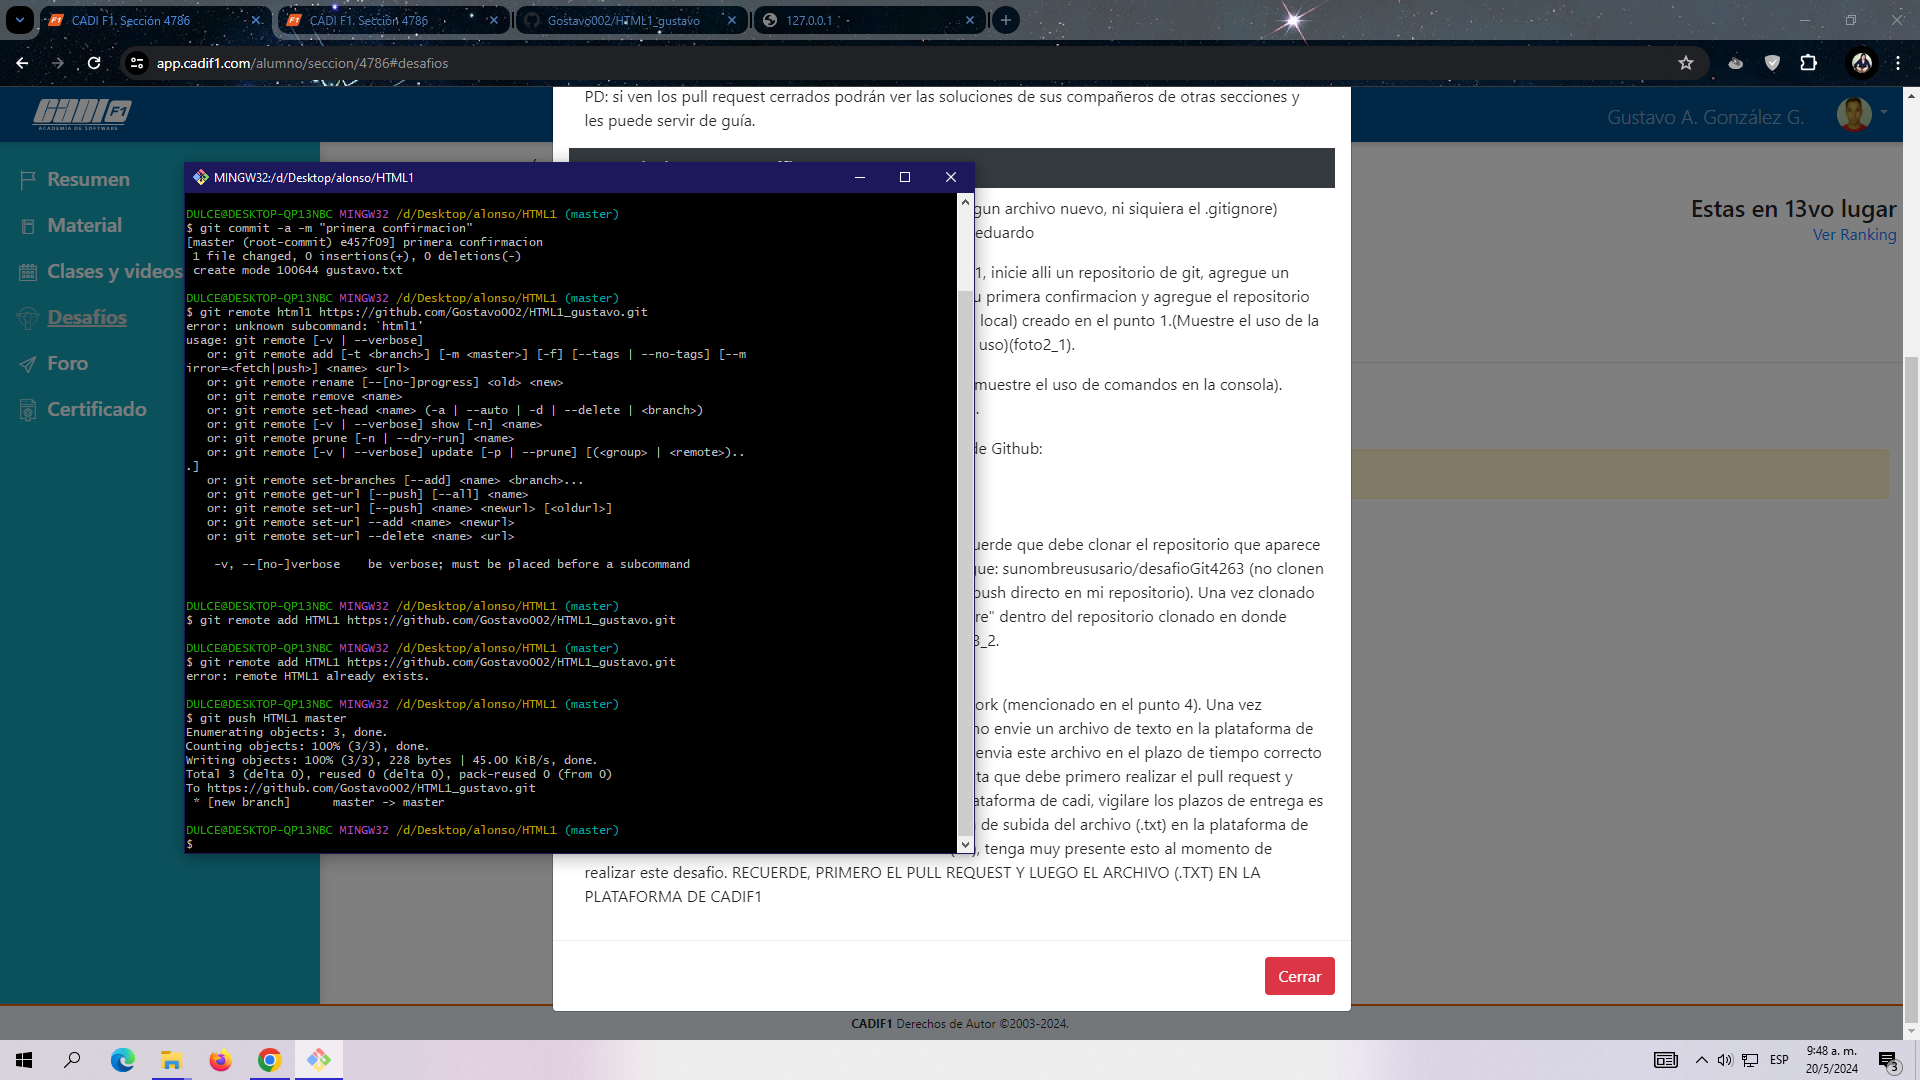 CADI F1. Sección 4786
CADI F1. Sección 4786
Gostavo002/HTML1_gustavo
127.0.0.1
app.cadif1.com/alumno/seccion/4786#desafios
CADIF1
ACADEMIA DE SOFTWARE
Gustavo A. González G.
Resumen
Material
Clases y videos
Desafíos
Foro
Certificado
Estas en 13vo lugar
Ver Ranking
PD: si ven los pull request cerrados podrán ver las soluciones de sus compañeros de otras secciones y
les puede servir de guía.
gun archivo nuevo, ni siquiera el .gitignore)
eduardo
1, inicie alli un repositorio de git, agregue un
u primera confirmacion y agregue el repositorio
local) creado en el punto 1.(Muestre el uso de la
uso)(foto2_1).
muestre el uso de comandos en la consola).
.
de Github:
uerde que debe clonar el repositorio que aparece
gue: sunombreususario/desafioGit4263 (no clonen
push directo en mi repositorio). Una vez clonado
re" dentro del repositorio clonado en donde
3_2.
ork (mencionado en el punto 4). Una vez
no envie un archivo de texto en la plataforma de
envia este archivo en el plazo de tiempo correcto
ta que debe primero realizar el pull request y
ataforma de cadi, vigilare los plazos de entrega es
de subida del archivo (.txt) en la plataforma de
), tenga muy presente esto al momento de
realizar este desafio. RECUERDE, PRIMERO EL PULL REQUEST Y LUEGO EL ARCHIVO (.TXT) EN LA
PLATAFORMA DE CADIF1
Cerrar
MINGW32:/d/Desktop/alonso/HTML1
DULCE@DESKTOP-QP13NBC MINGW32 /d/Desktop/alonso/HTML1 (master)
$ git commit -a -m "primera confirmacion"
[master (root-commit) e457f09] primera confirmacion
 1 file changed, 0 insertions(+), 0 deletions(-)
 create mode 100644 gustavo.txt
DULCE@DESKTOP-QP13NBC MINGW32 /d/Desktop/alonso/HTML1 (master)
$ git remote html1 https://github.com/Gostavo002/HTML1_gustavo.git
error: unknown subcommand: `html1'
usage: git remote [-v | --verbose]
   or: git remote add [-t <branch>] [-m <master>] [-f] [--tags | --no-tags] [--m
irror=<fetch|push>] <name> <url>
   or: git remote rename [--[no-]progress] <old> <new>
   or: git remote remove <name>
   or: git remote set-head <name> (-a | --auto | -d | --delete | <branch>)
   or: git remote [-v | --verbose] show [-n] <name>
   or: git remote prune [-n | --dry-run] <name>
   or: git remote [-v | --verbose] update [-p | --prune] [(<group> | <remote>)..
.]
   or: git remote set-branches [--add] <name> <branch>...
   or: git remote get-url [--push] [--all] <name>
   or: git remote set-url [--push] <name> <newurl> [<oldurl>]
   or: git remote set-url --add <name> <newurl>
   or: git remote set-url --delete <name> <url>
    -v, --[no-]verbose    be verbose; must be placed before a subcommand
DULCE@DESKTOP-QP13NBC MINGW32 /d/Desktop/alonso/HTML1 (master)
$ git remote add HTML1 https://github.com/Gostavo002/HTML1_gustavo.git
DULCE@DESKTOP-QP13NBC MINGW32 /d/Desktop/alonso/HTML1 (master)
$ git remote add HTML1 https://github.com/Gostavo002/HTML1_gustavo.git
error: remote HTML1 already exists.
DULCE@DESKTOP-QP13NBC MINGW32 /d/Desktop/alonso/HTML1 (master)
$ git push HTML1 master
Enumerating objects: 3, done.
Counting objects: 100% (3/3), done.
Writing objects: 100% (3/3), 228 bytes | 45.00 KiB/s, done.
Total 3 (delta 0), reused 0 (delta 0), pack-reused 0 (from 0)
To https://github.com/Gostavo002/HTML1_gustavo.git
 * [new branch]      master -> master
DULCE@DESKTOP-QP13NBC MINGW32 /d/Desktop/alonso/HTML1 (master)
$
CADIF1 Derechos de Autor ©2003-2024.
ESP
9:48 a. m.
20/5/2024
3